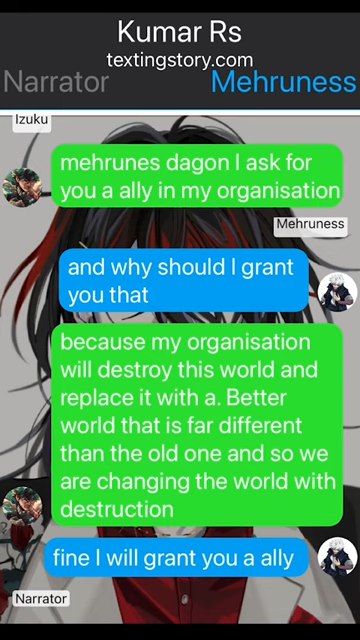 Kumar Rs
textingstory.com
Narrator
Mehruness
Izuku
mehrunes dagon I ask for
you a ally in my organisation
Mehruness
and why should I grant
you that
because my organisation
will destroy this world and
replace it with a. Better
world that is far different
than the old one and so we
are changing the world with
destruction
fine I will grant you a ally
Narrator